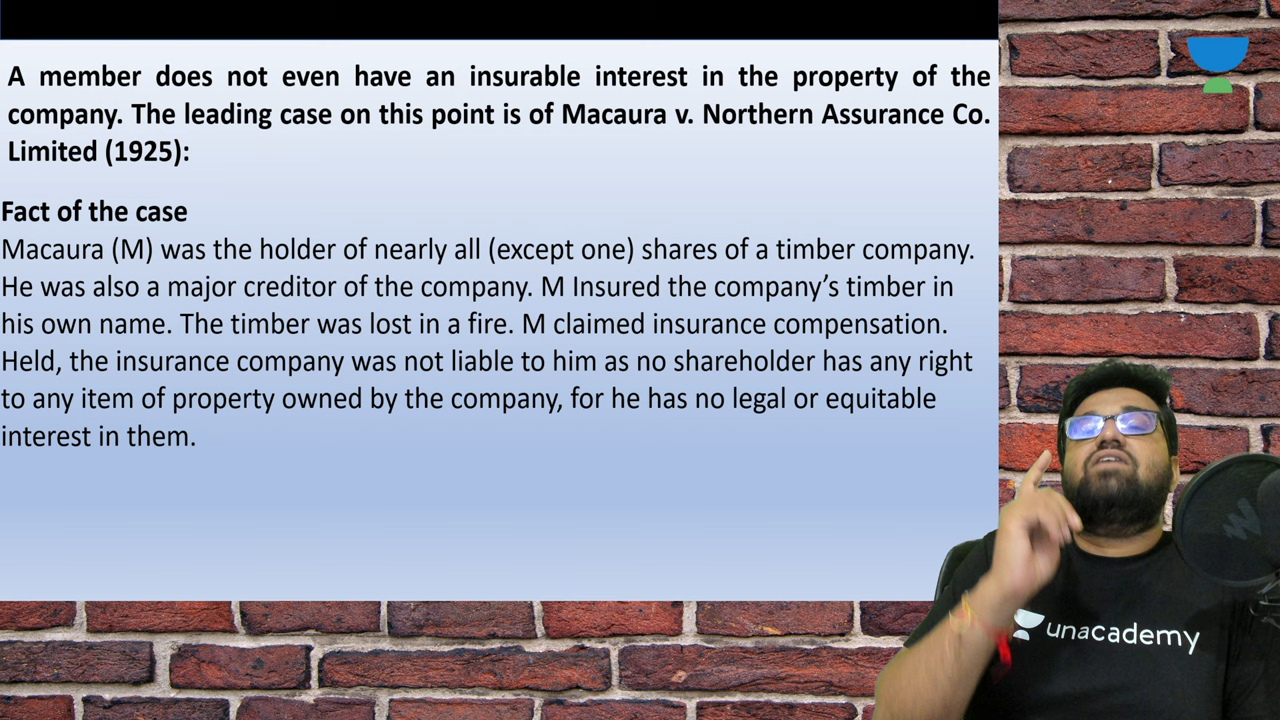 A member does not even have an insurable interest in the property of the
company. The leading case on this point is of Macaura v. Northern Assurance Co.
Limited (1925):
Fact of the case
Macaura (M) was the holder of nearly all (except one) shares of a timber company.
He was also a major creditor of the company. M Insured the company’s timber in
his own name. The timber was lost in a fire. M claimed insurance compensation.
Held, the insurance company was not liable to him as no shareholder has any right
to any item of property owned by the company, for he has no legal or equitable
interest in them.
unacademy